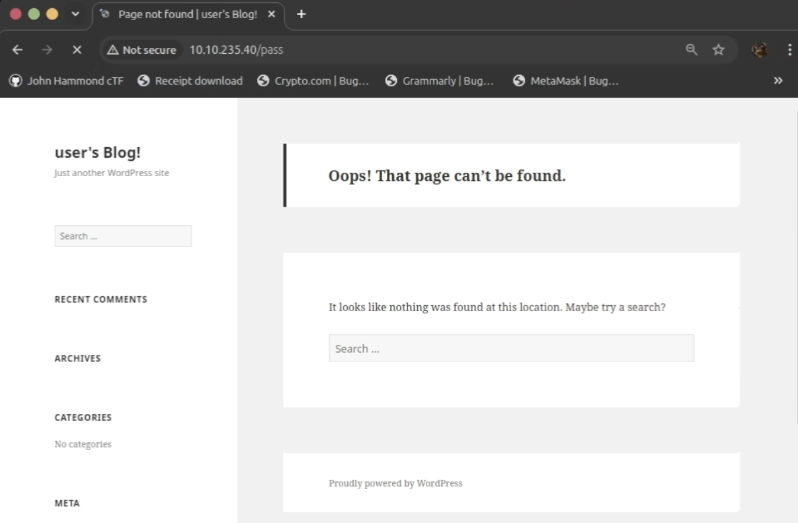 Page not found | user's Blog!
Not secure
10.10.235.40/pass
John Hammond cTF
Receipt download
Crypto.com | Bug...
Grammarly | Bug...
MetaMask | Bug...
user's Blog!
Just another WordPress site
Search ...
RECENT COMMENTS
ARCHIVES
CATEGORIES
No categories
META
Oops! That page can’t be found.
It looks like nothing was found at this location. Maybe try a search?
Search ...
Proudly powered by WordPress